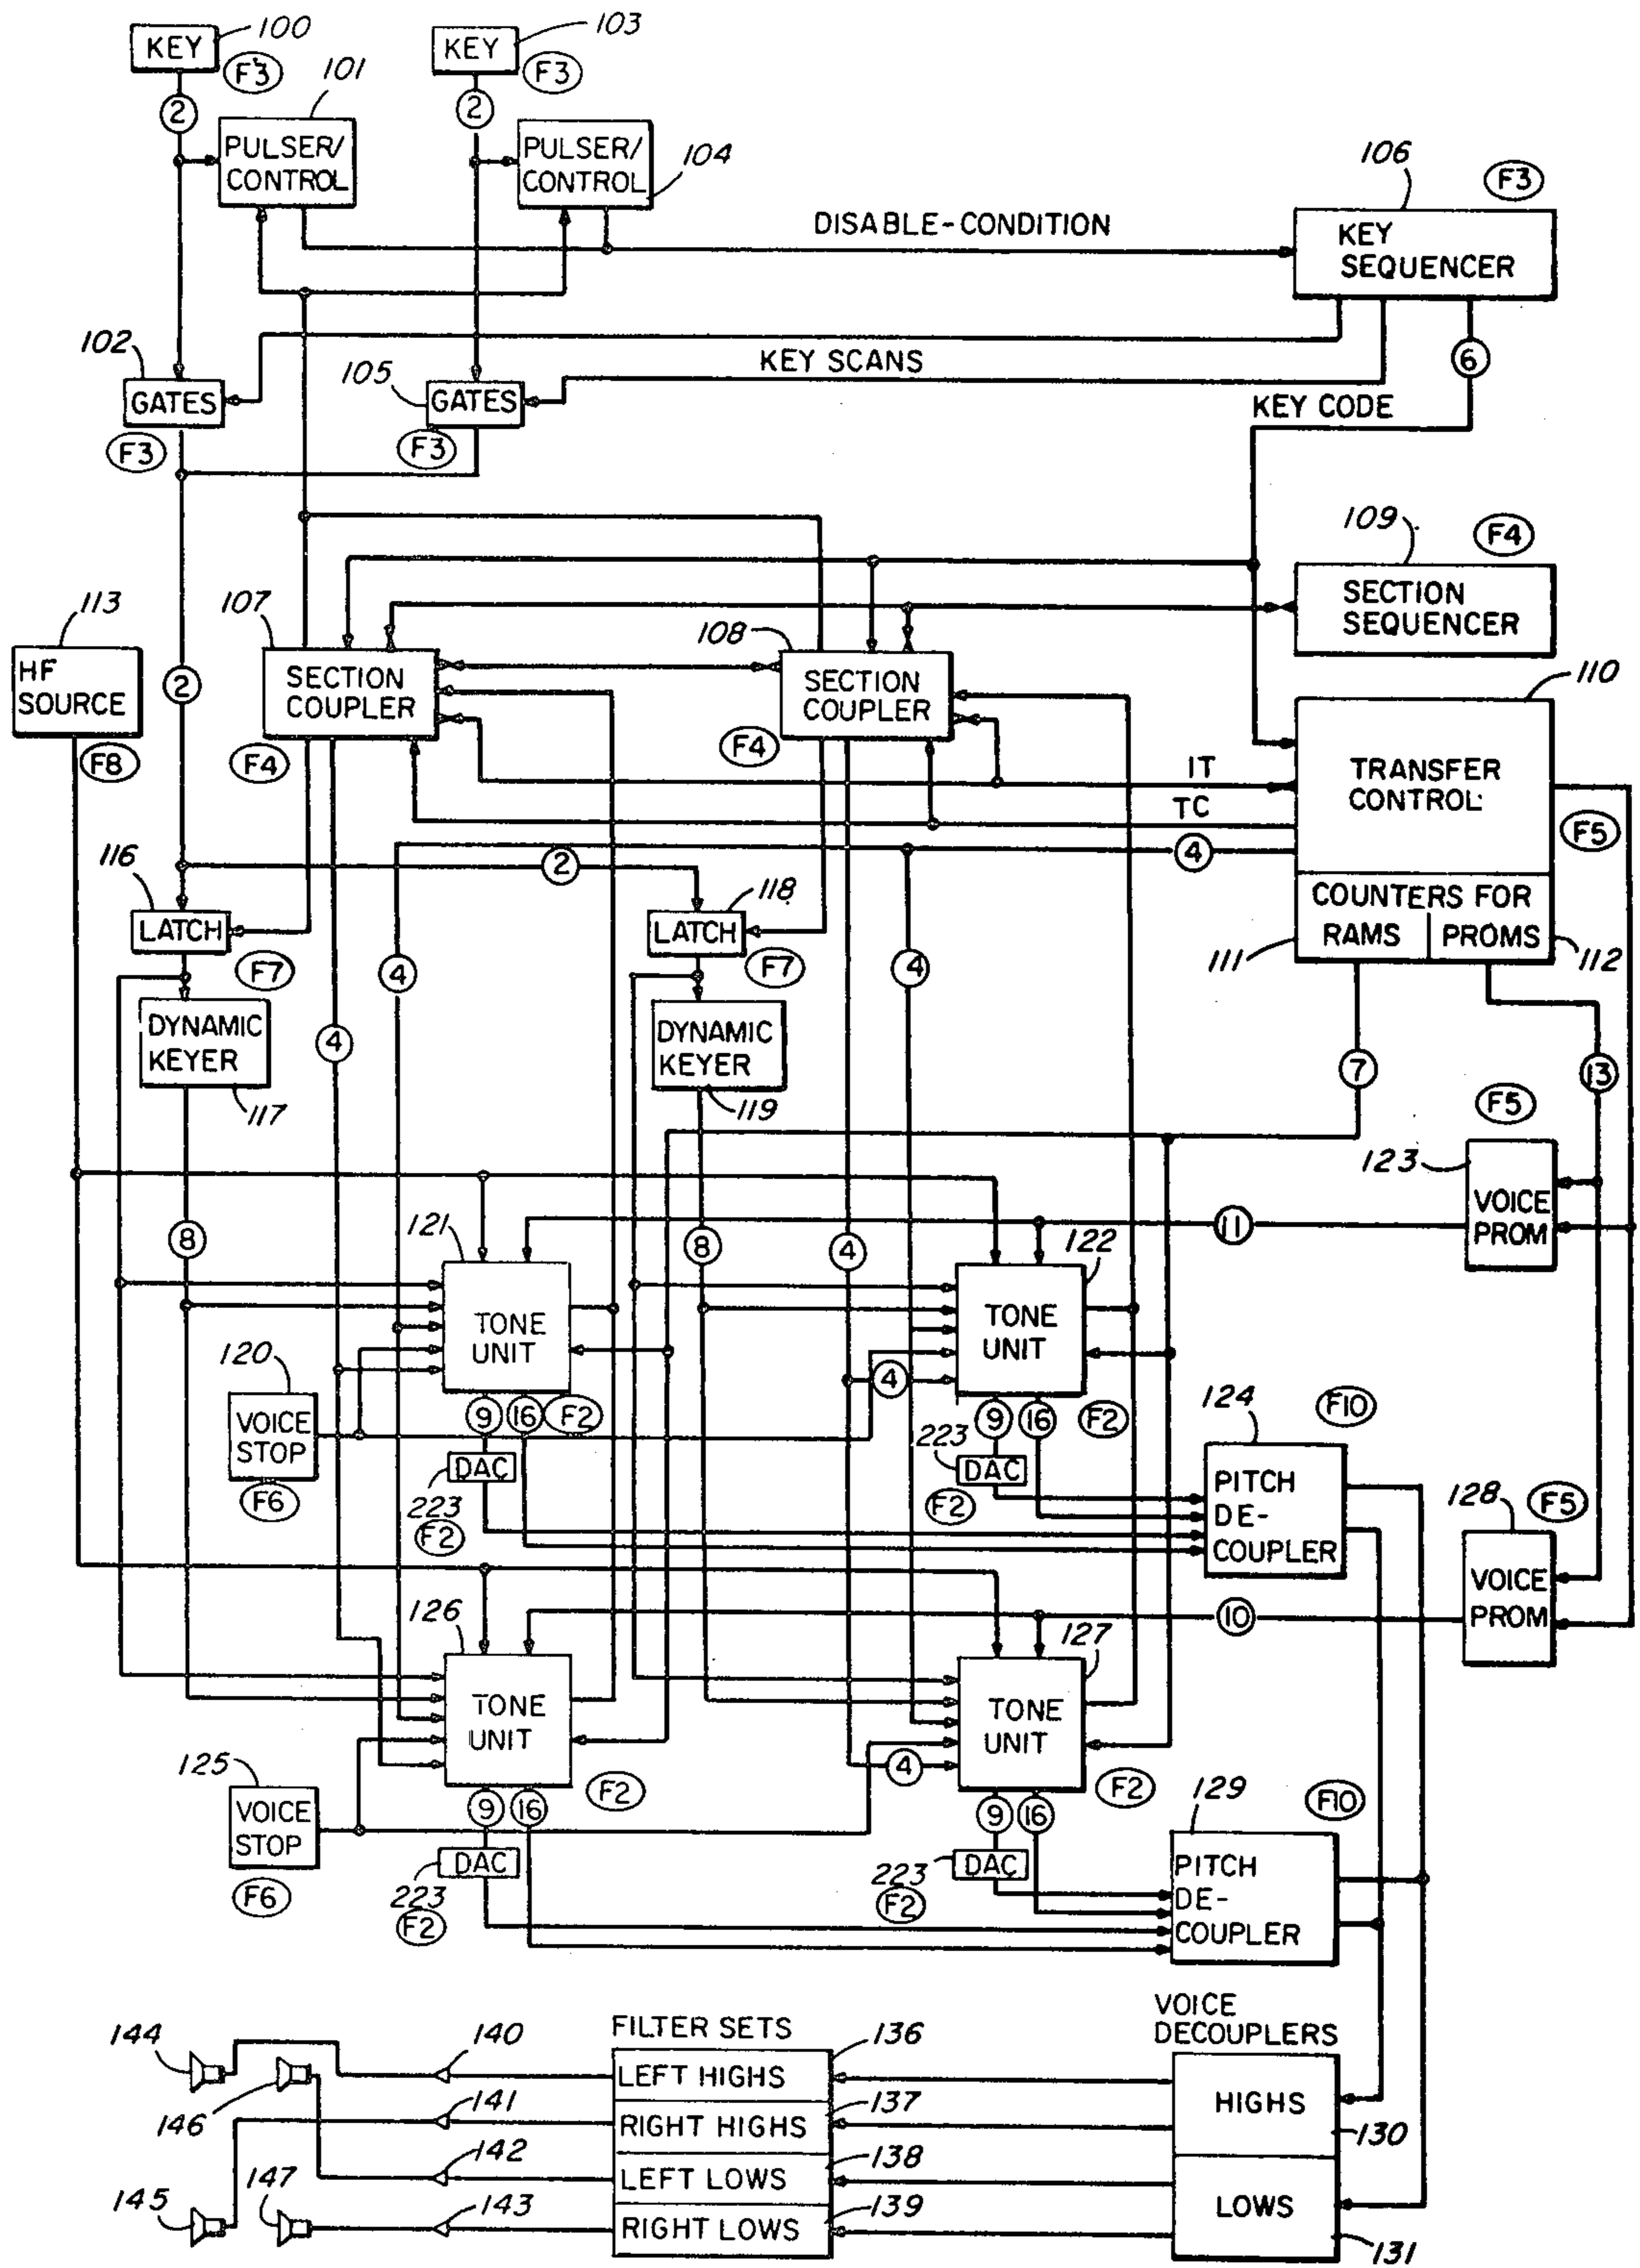 100
103
KEY
F3
KEY
F3
2
101
2
PULSER/
CONTROL
PULSER/
CONTROL
104
106
F3
DISABLE-CONDITION
KEY
SEQUENCER
102
KEY SCANS
6
105
GATES
GATES
KEY CODE
F3
F3
109
F4
SECTION
SEQUENCER
113
107
108
HF
SOURCE
2
SECTION
COUPLER
SECTION
COUPLER
110
F8
F4
F4
IT
TC
TRANSFER
CONTROL
F5
116
2
4
118
COUNTERS FOR
RAMS
PROMS
LATCH
LATCH
111
112
F7
4
F7
4
DYNAMIC
KEYER
4
DYNAMIC
KEYER
7
13
117
119
F5
123
VOICE
PROM
8
121
8
4
11
122
TONE
UNIT
TONE
UNIT
120
4
VOICE
STOP
9
16
F2
9
16
F2
124
F10
223
DAC
223
DAC
F6
F2
F2
PITCH
DE-
COUPLER
128
F5
VOICE
PROM
126
10
127
TONE
UNIT
TONE
UNIT
125
4
VOICE
STOP
9
16
F2
9
16
F2
129
F10
F6
223
DAC
F2
223
DAC
F2
PITCH
DE-
COUPLER
VOICE
DECOUPLERS
FILTER SETS
144
140
136
146
LEFT HIGHS
HIGHS
141
137
RIGHT HIGHS
130
142
138
LEFT LOWS
145
147
143
139
RIGHT LOWS
LOWS
131